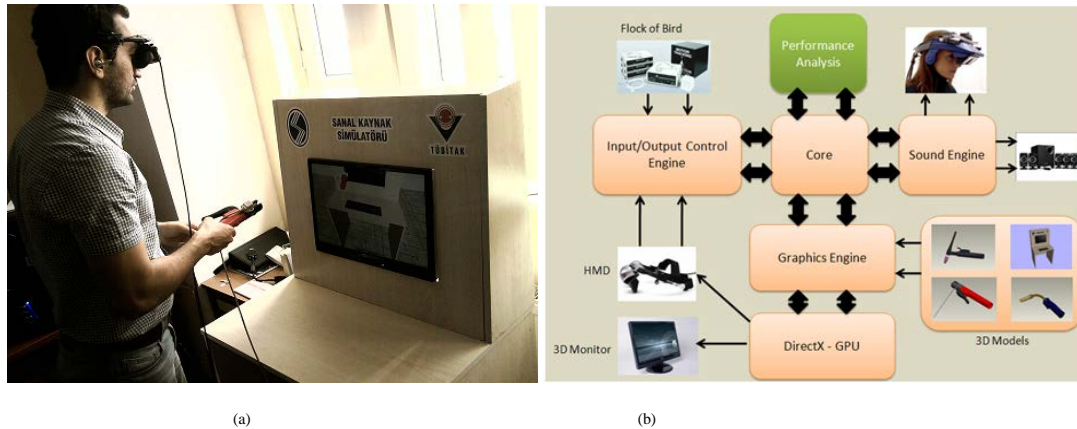 SANAL KAYNAK
SİMÜLATÖRÜ
TÜBİTAK
Flock of Bird
Performance
Analysis
Input/Output Control
Engine
Core
Sound Engine
HMD
Graphics Engine
3D Monitor
DirectX - GPU
3D Models
(a)
(b)